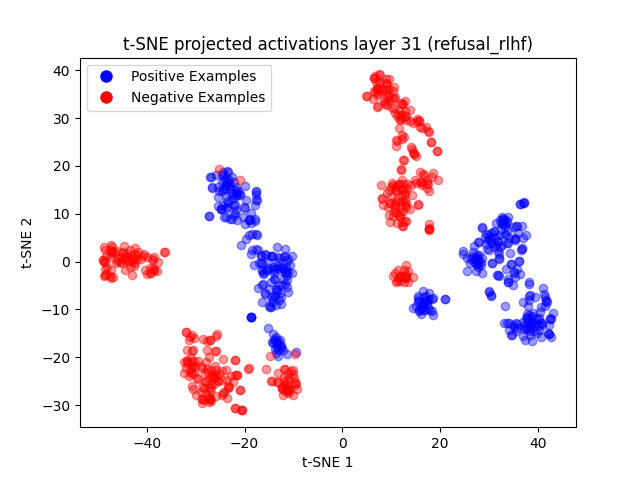 t-SNE projected activations layer 31 (refusal_rlhf)
Positive Examples
Negative Examples
40
30
20
10
0
−10
−20
−30
t-SNE 2
−40
−20
0
20
40
t-SNE 1